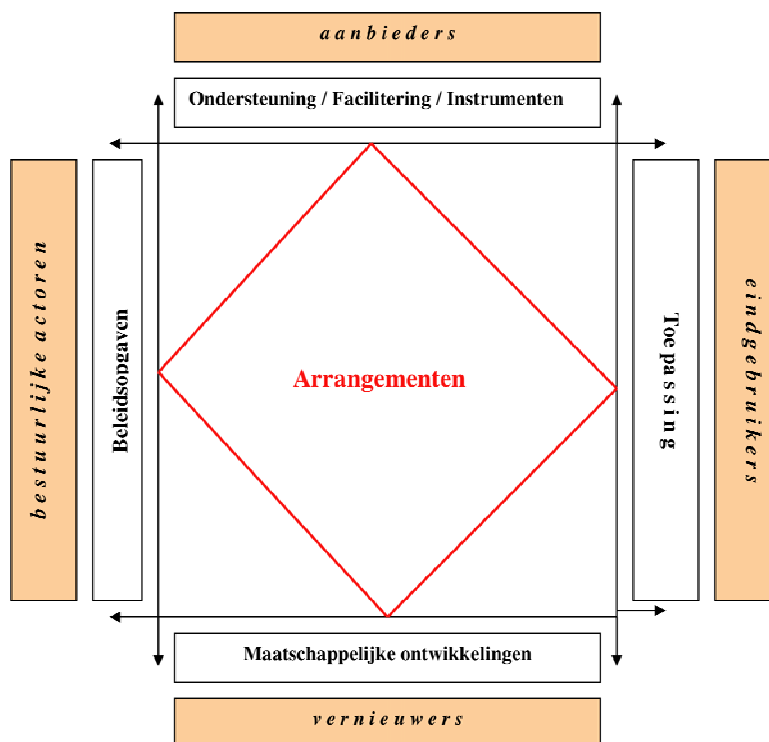 aanbieders
Ondersteuning / Facilitering / Instrumenten
bestuurlijke actoren
Beleidsopgaven
Arrangementen
Toepassing
eindgebruikers
Maatschappelijke ontwikkelingen
vernieuwers